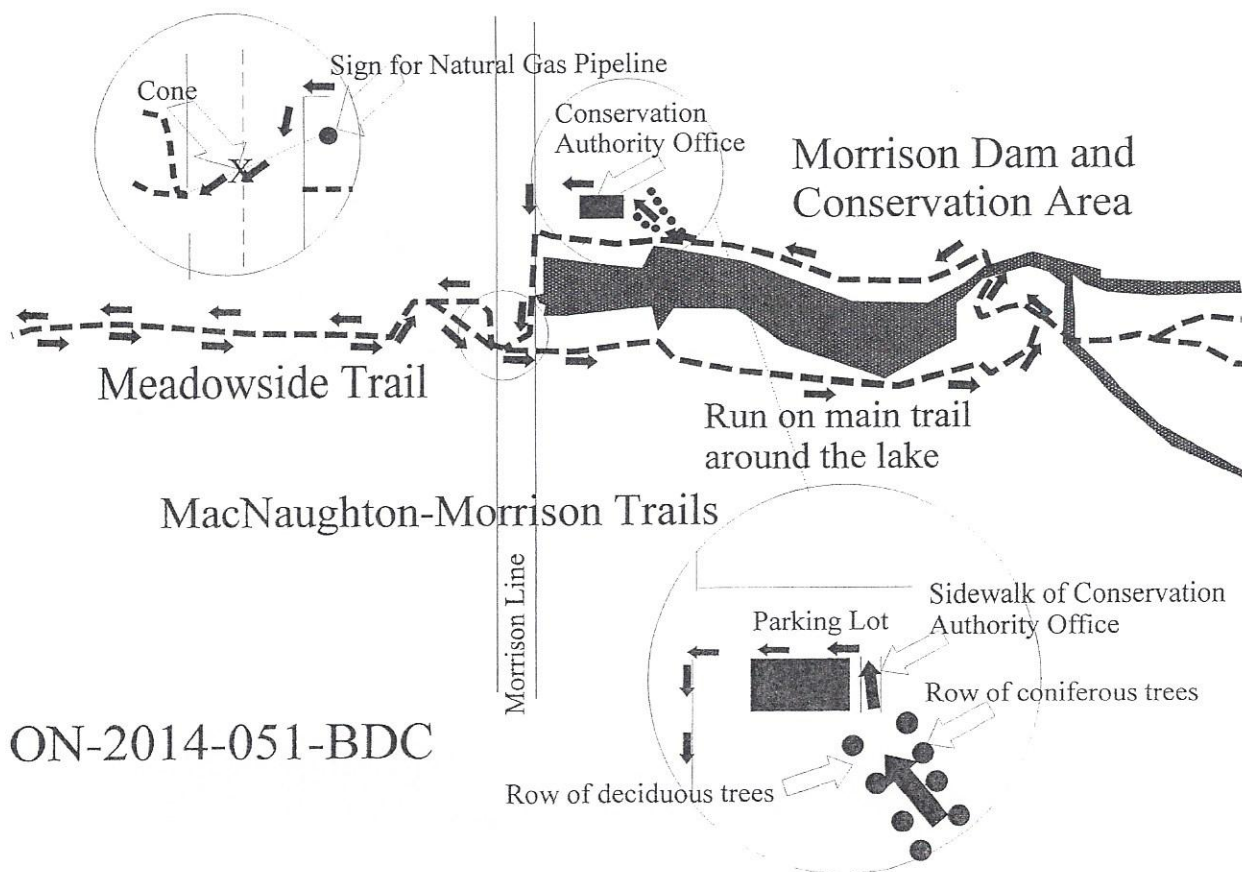 Sign for Natural Gas Pipeline
Cone
X
Conservation
Authority Office
Morrison Dam and
Conservation Area
Meadowside Trail
Run on main trail
around the lake
MacNaughton-Morrison Trails
Morrison Line
Parking Lot
Sidewalk of Conservation
Authority Office
Row of coniferous trees
Row of deciduous trees
ON-2014-051-BDC